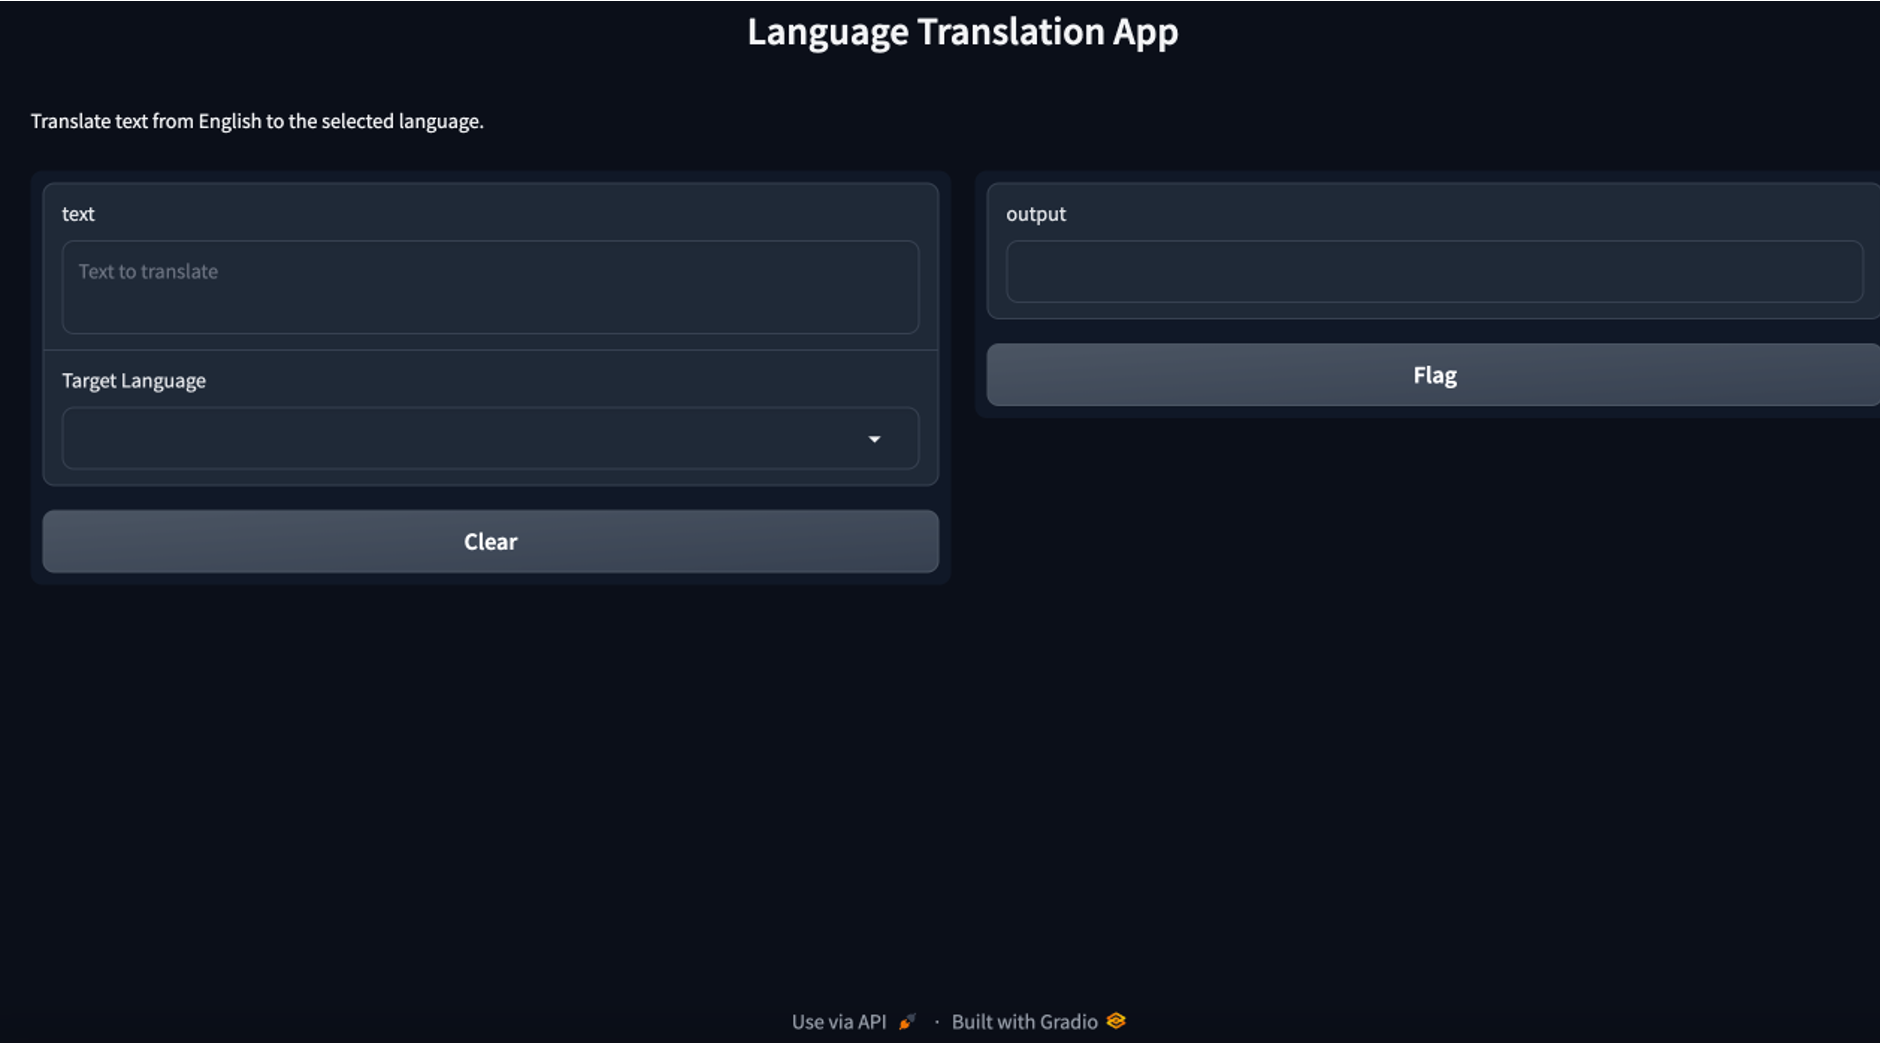 Language Translation App
Translate text from English to the selected language.
text
Text to translate
Target Language
Clear
output
Flag
Use via API · Built with Gradio